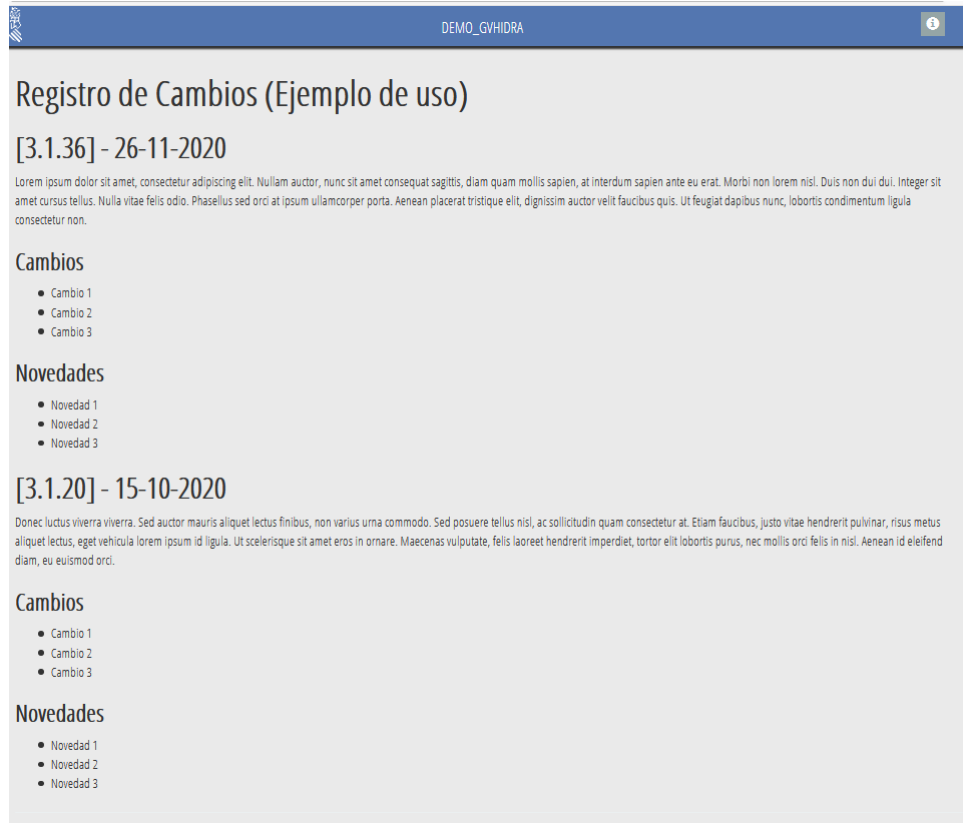 DEMO_GVHIDRA
Registro de Cambios (Ejemplo de uso)
[3.1.36] - 26-11-2020
Lorem ipsum dolor sit amet, consectetur adipiscing elit. Nullam auctor, nunc sit amet consequat sagittis, diam quam mollis sapien, at interdum sapien ante eu erat. Morbi non lorem nisl. Duis non dui dui. Integer sit
amet cursus tellus. Nulla vitae felis odio. Phasellus sed orci at ipsum ullamcorper porta. Aenean placerat tristique elit, dignissim auctor velit faucibus quis. Ut feugiat dapibus nunc, lobortis condimentum ligula
consectetur non.
Cambios
Cambio 1
Cambio 2
Cambio 3
Novedades
Novedad 1
Novedad 2
Novedad 3
[3.1.20] - 15-10-2020
Donec luctus viverra viverra. Sed auctor mauris aliquet lectus finibus, non varius urna commodo. Sed posuere tellus nisl, ac sollicitudin quam consectetur at. Etiam faucibus, justo vitae hendrerit pulvinar, risus metus
aliquet lectus, eget vehicula lorem ipsum id ligula. Ut scelerisque sit amet eros in ornare. Maecenas vulputate, felis laoreet hendrerit imperdiet, tortor elit lobortis purus, nec mollis orci felis in nisl. Aenean id eleifend
diam, eu euismod orci.
Cambios
Cambio 1
Cambio 2
Cambio 3
Novedades
Novedad 1
Novedad 2
Novedad 3